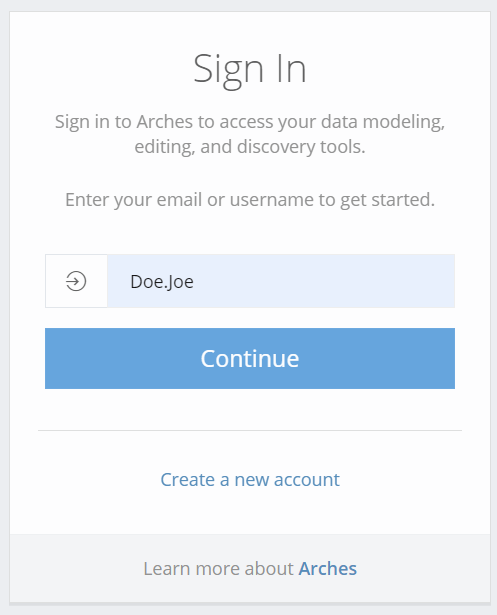 Sign In
Sign in to Arches to access your data modeling,
editing, and discovery tools.
Enter your email or username to get started.
Doe.Joe
Continue
Create a new account
Learn more about Arches